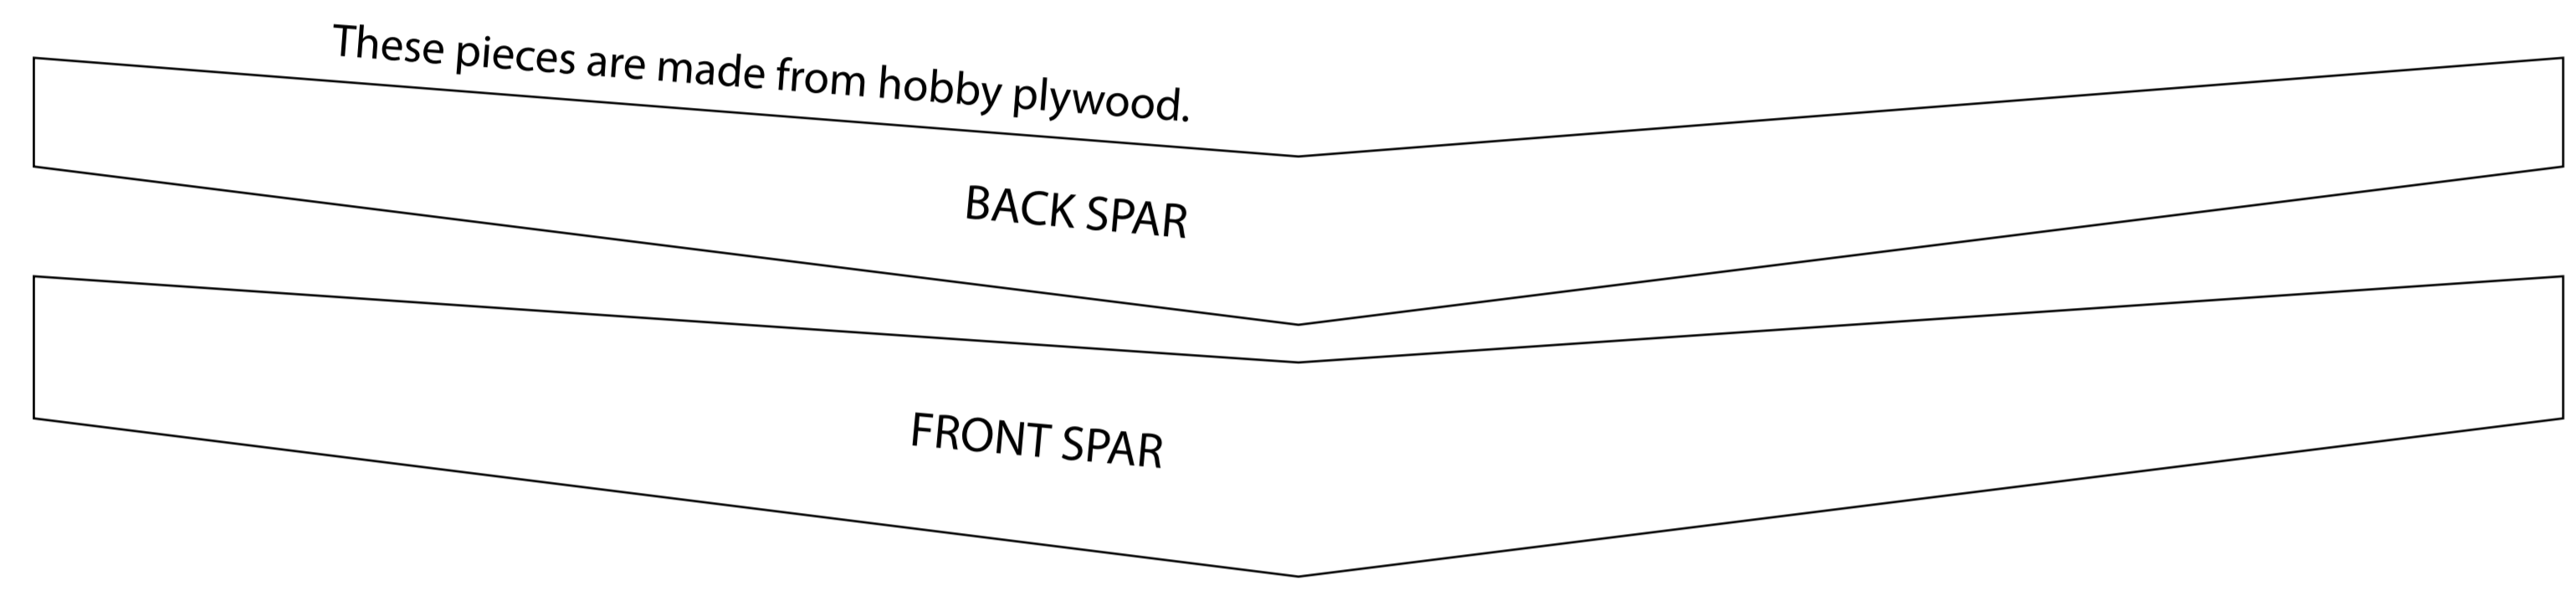 These pieces are made from hobby plywood.
BACK SPAR
FRONT SPAR